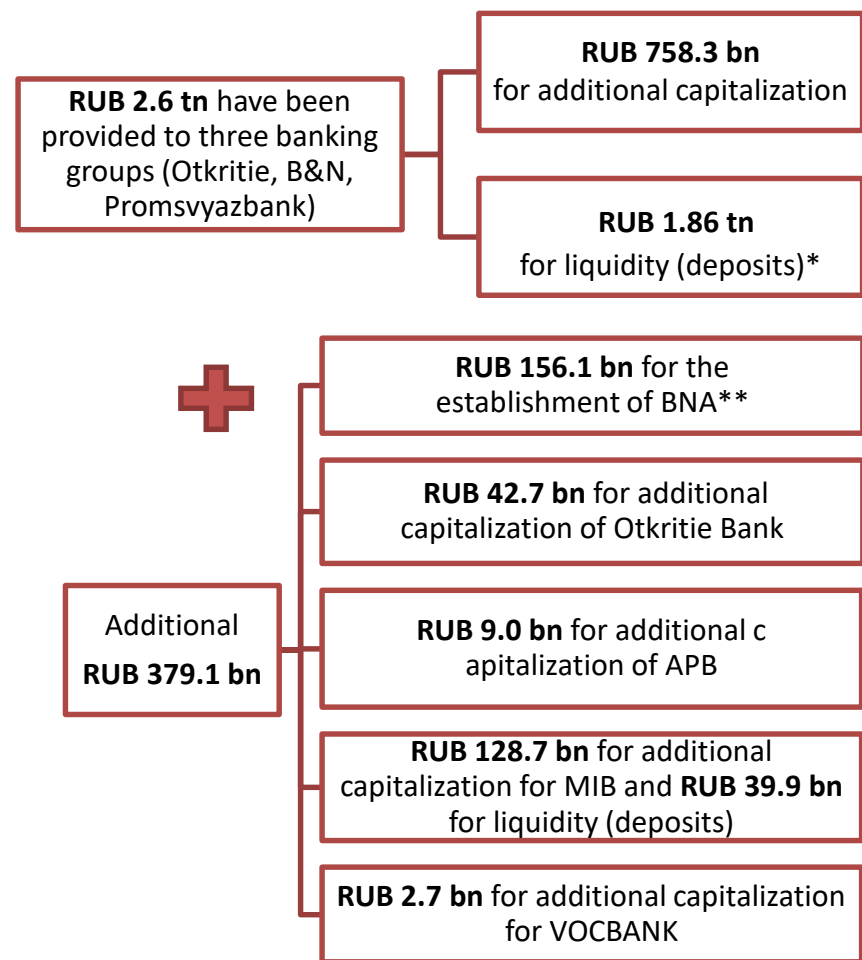 RUB 2.6 tn have been
provided to three banking
groups (Otkritie, B&N,
Promsvyazbank)
RUB 758.3 bn
for additional capitalization
RUB 1.86 tn
for liquidity (deposits)*
Additional
RUB 379.1 bn
RUB 156.1 bn for the
establishment of BNA**
RUB 42.7 bn for additional
capitalization of Otkritie Bank
RUB 9.0 bn for additional c
apitalization of APB
RUB 128.7 bn for additional
capitalization for MIB and RUB 39.9 bn
for liquidity (deposits)
RUB 2.7 bn for additional capitalization
for VOCBANK